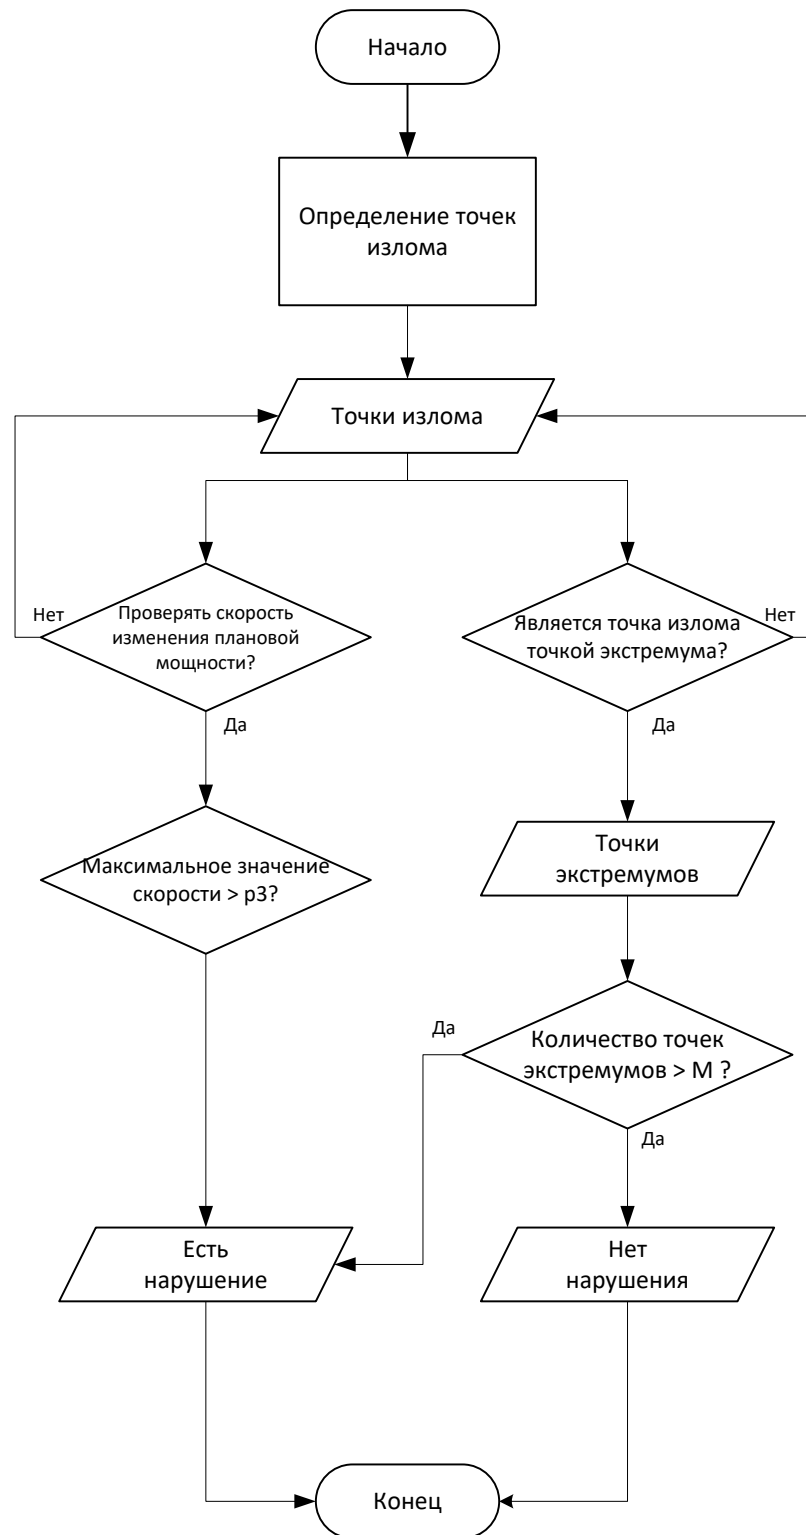 Начало
Определение точек
излома
Точки излома
Нет
Проверять скорость
изменения плановой
мощности?
Является точка излома
точкой экстремума?
Нет
Да
Да
Максимальное значение
скорости > p3?
Точки
экстремумов
Да
Количество точек
экстремумов > M ?
Да
Есть
нарушение
Нет
нарушения
Конец